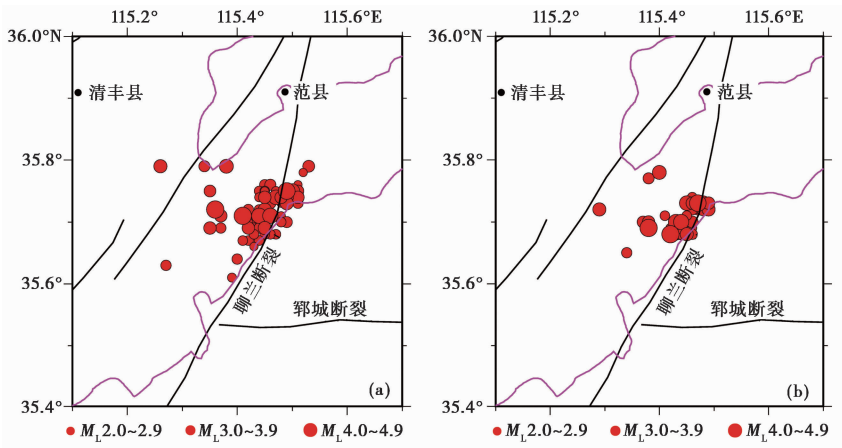 115.2° 115.4° 115.6°E 115.2° 115.4° 115.6°E
36.0°N 36.0°N
清丰县 范县 清丰县 范县
35.8° 35.8°
35.6° 35.6°
聊兰断裂 聊兰断裂
郓城断裂 郓城断裂
35.4° (a) 35.4° (b)
ML2.0~2.9 ML3.0~3.9 ML4.0~4.9 ML2.0~2.9 ML3.0~3.9 ML4.0~4.9